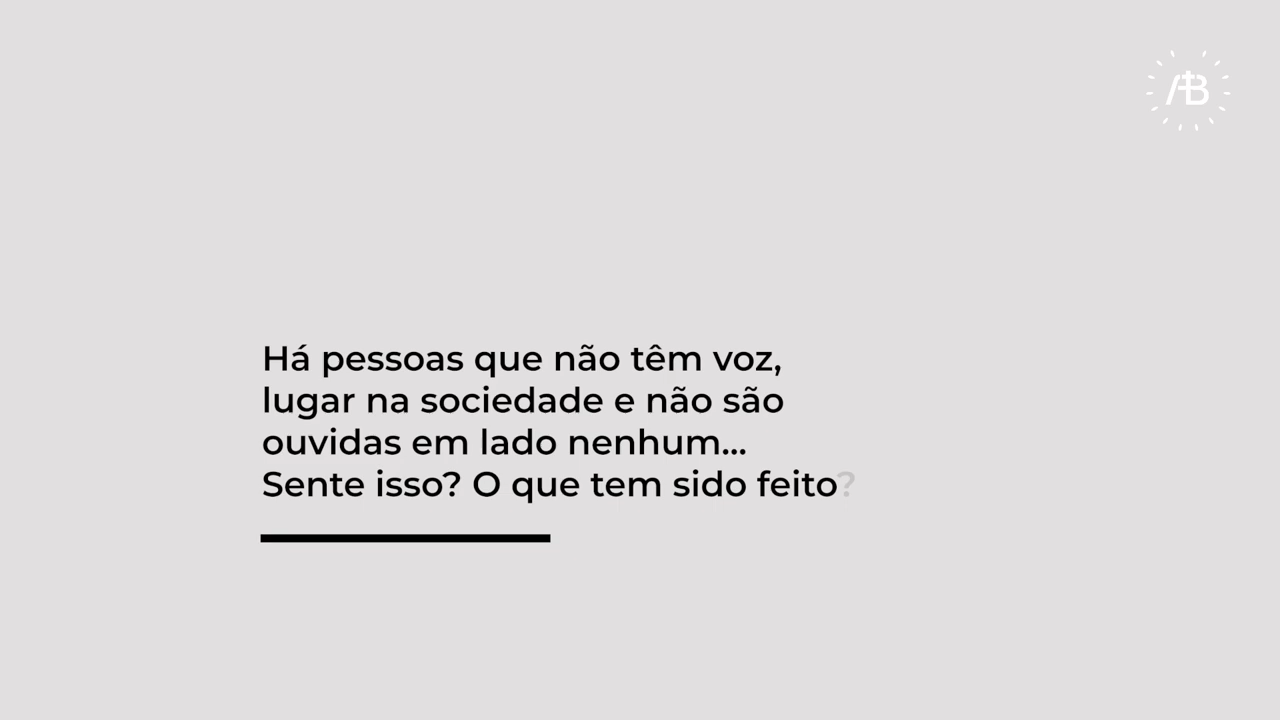 AB
Há pessoas que não têm voz,
lugar na sociedade e não são
ouvidas em lado nenhum...
Sente isso? O que tem sido feito?